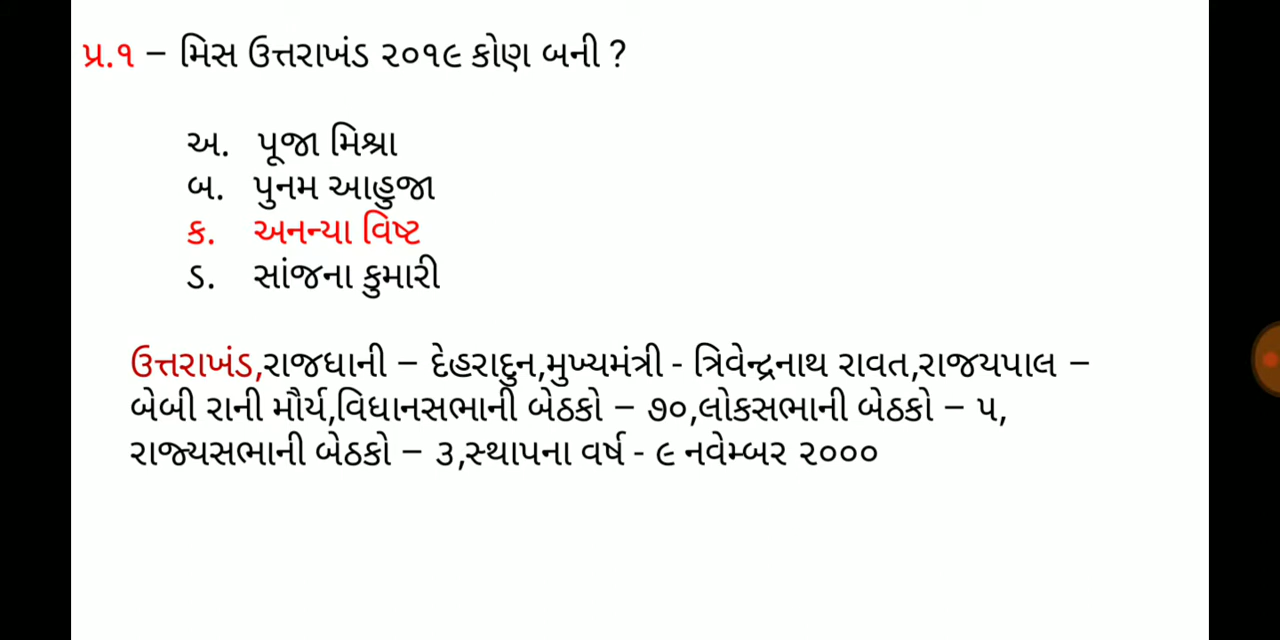 પ્ર.૧ – મિસ ઉત્તરાખંડ ૨૦૧૯ કોણ બની ?
અ. પૂજા મિશ્રા
બ. પુનમ આહુજા
ક. અનન્યા વિષ્ટ
ડ. સાંજના કુમારી
ઉત્તરાખંડ,રાજધાની – દેહરાદુન,મુખ્યમંત્રી - ત્રિવેન્દ્રનાથ રાવત,રાજયપાલ –
બેબી રાની મૌર્ય,વિધાનસભાની બેઠકો – ૭૦,લોકસભાની બેઠકો – ૫,
રાજ્યસભાની બેઠકો – ૩,સ્થાપના વર્ષ - ૯ નવેમ્બર ૨૦૦૦